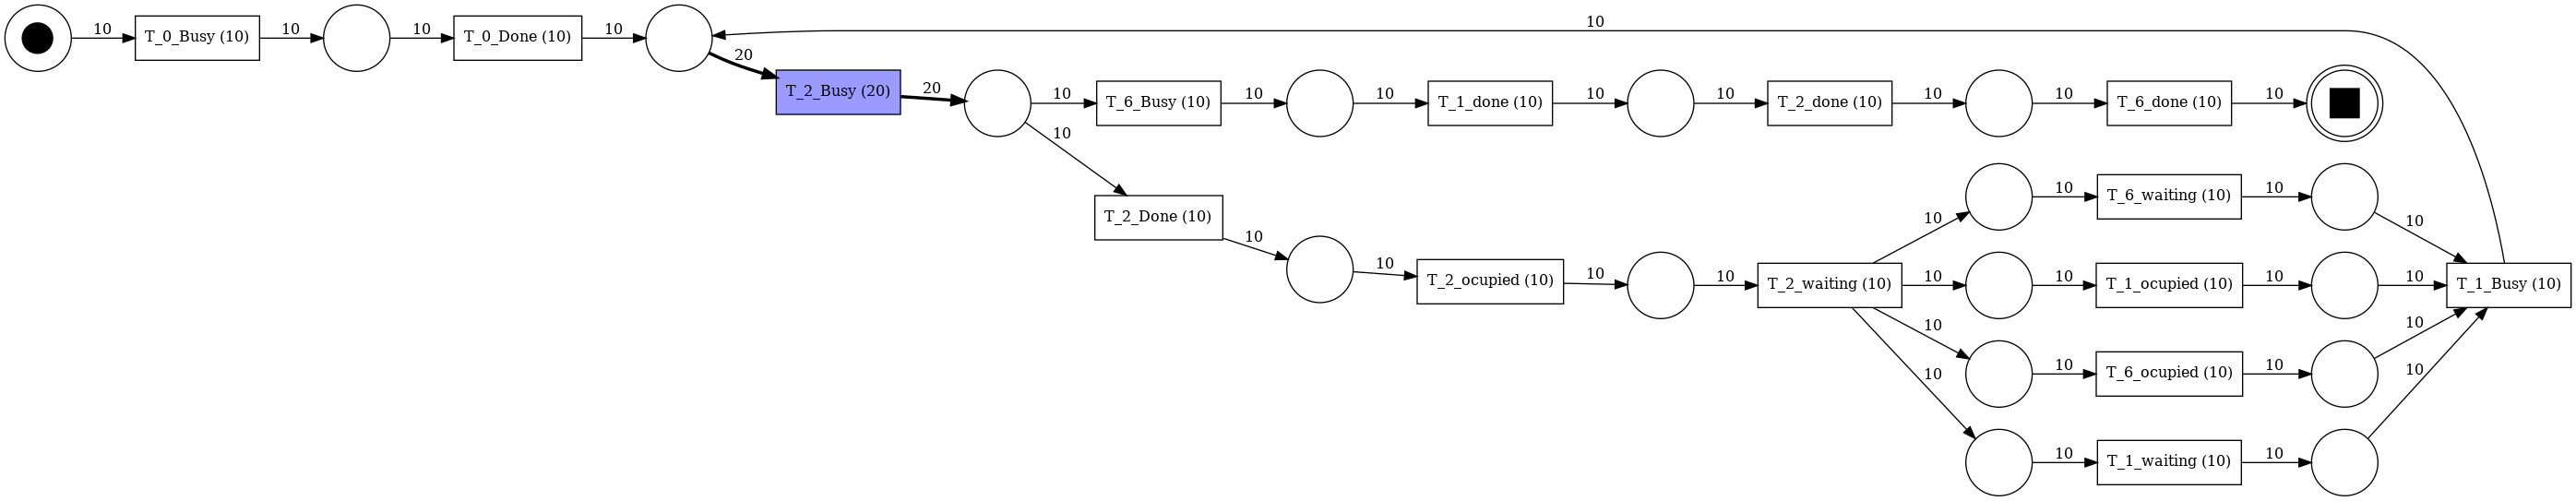 10
T_0_Busy (10)
10
10
T_0_Done (10)
10
10
20
T_2_Busy (20)
20
10
T_6_Busy (10)
10
10
T_1_done (10)
10
10
T_2_done (10)
10
10
T_6_done (10)
10
10
T_2_Done (10)
10
10
T_2_ocupied (10)
10
10
T_2_waiting (10)
10
10
T_6_waiting (10)
10
10
10
10
T_1_ocupied (10)
10
10
T_1_Busy (10)
10
10
T_6_ocupied (10)
10
10
10
10
T_1_waiting (10)
10
10